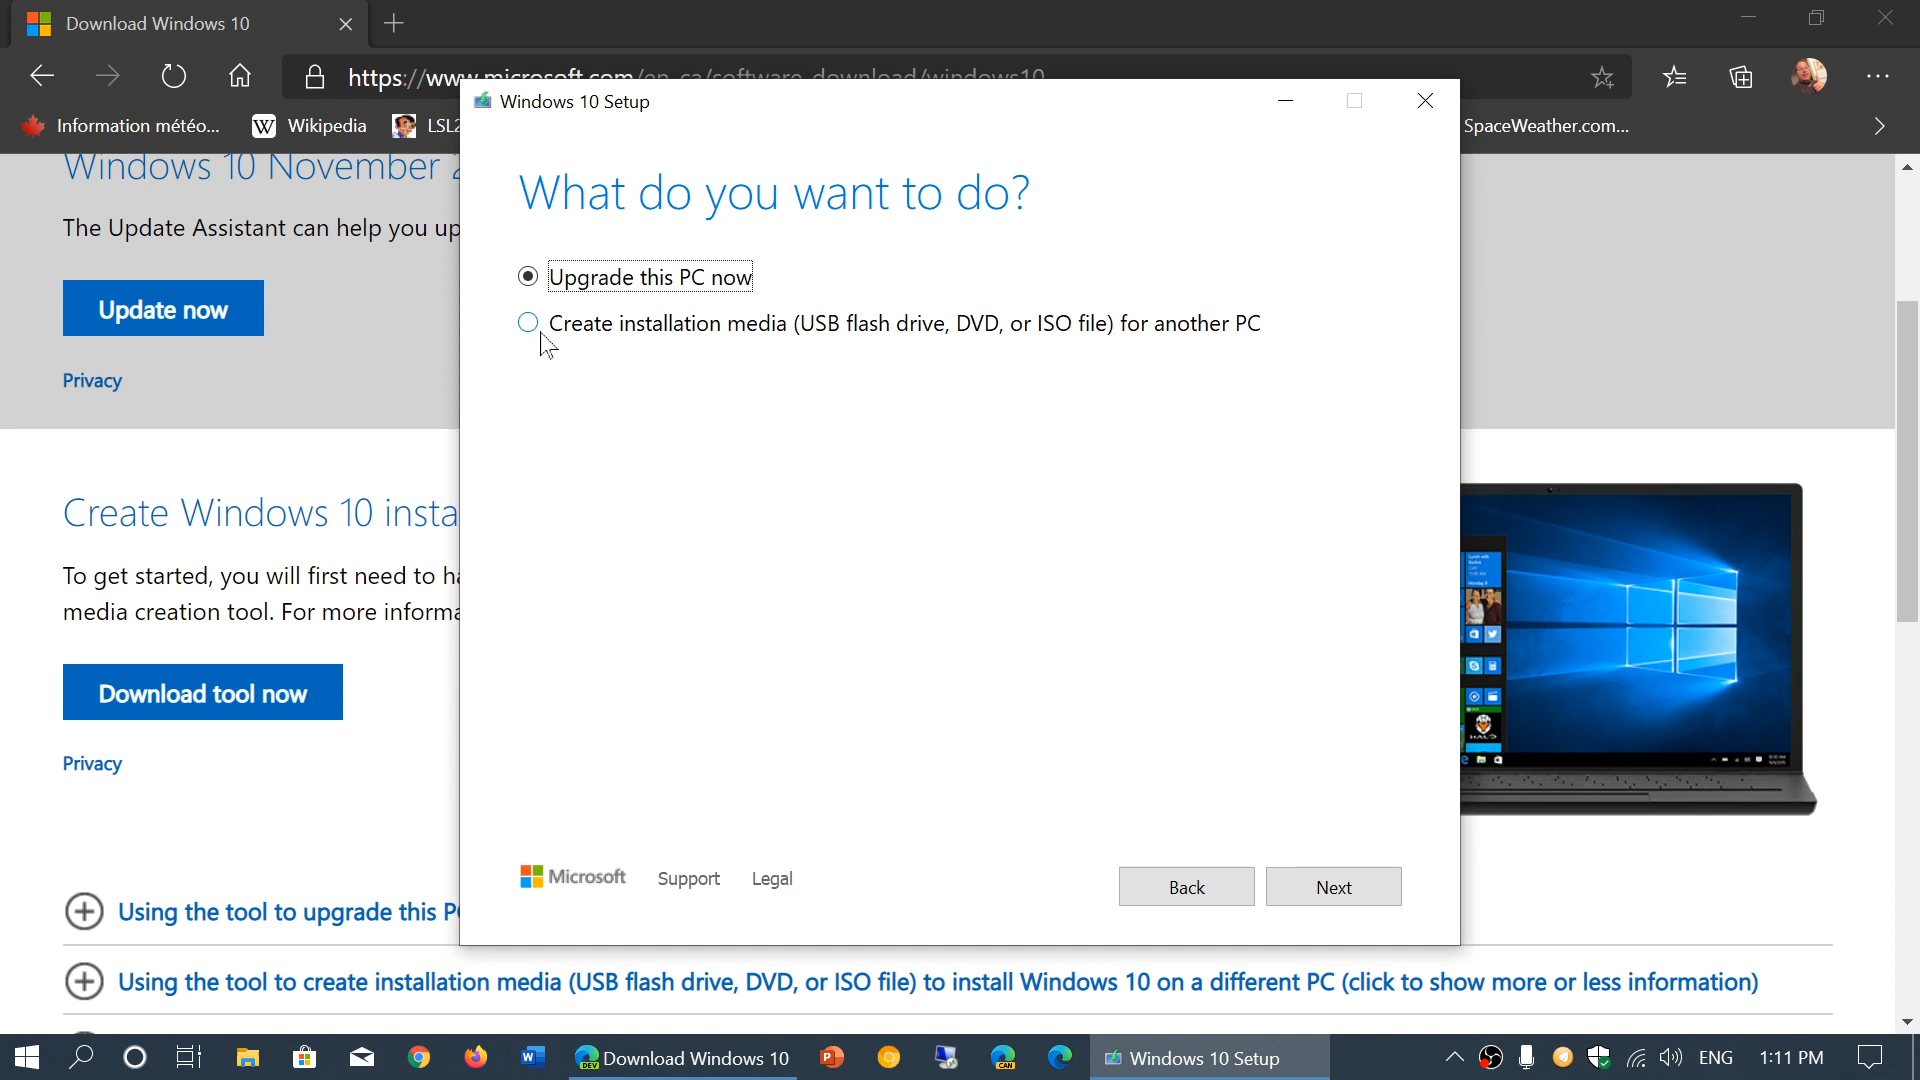 Download Windows 10
https://www.microsoft.com/en-ca/software-download/windows10
Information météo...
Wikipedia
LSL2
SpaceWeather.com...
Windows 10 November 2
The Update Assistant can help you up
Update now
Privacy
Create Windows 10 insta
To get started, you will first need to ha
media creation tool. For more informa
Download tool now
Privacy
Using the tool to upgrade this P
Using the tool to create installation media (USB flash drive, DVD, or ISO file) to install Windows 10 on a different PC (click to show more or less information)
Windows 10 Setup
What do you want to do?
Upgrade this PC now
Create installation media (USB flash drive, DVD, or ISO file) for another PC
Microsoft
Support
Legal
Back
Next
HALO
DEV
Download Windows 10
CAN
Windows 10 Setup
ENG
1:11 PM